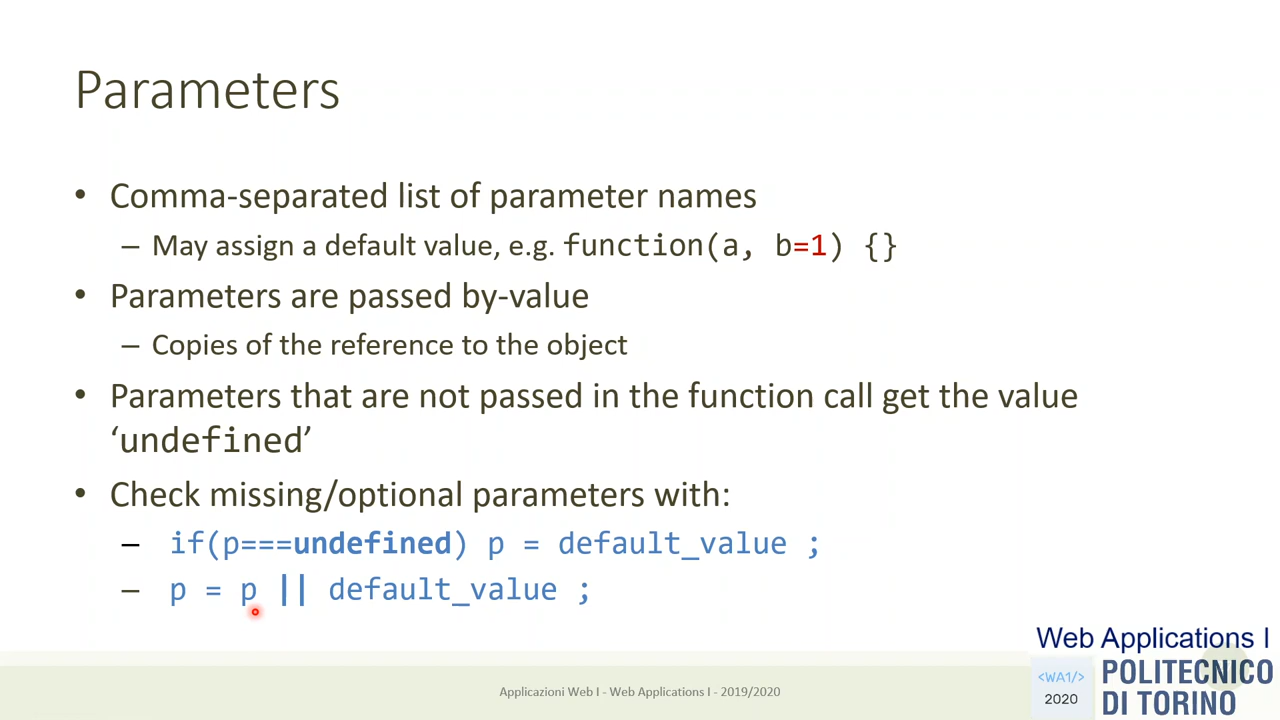 Parameters
• Comma-separated list of parameter names
– May assign a default value, e.g. function(a, b=1) {}
• Parameters are passed by-value
– Copies of the reference to the object
• Parameters that are not passed in the function call get the value
‘undefined’
• Check missing/optional parameters with:
– if(p===undefined) p = default_value ;
– p = p || default_value ;
Web Applications I
<WA1/>
2020
POLITECNICO
DI TORINO
Applicazioni Web I - Web Applications I - 2019/2020